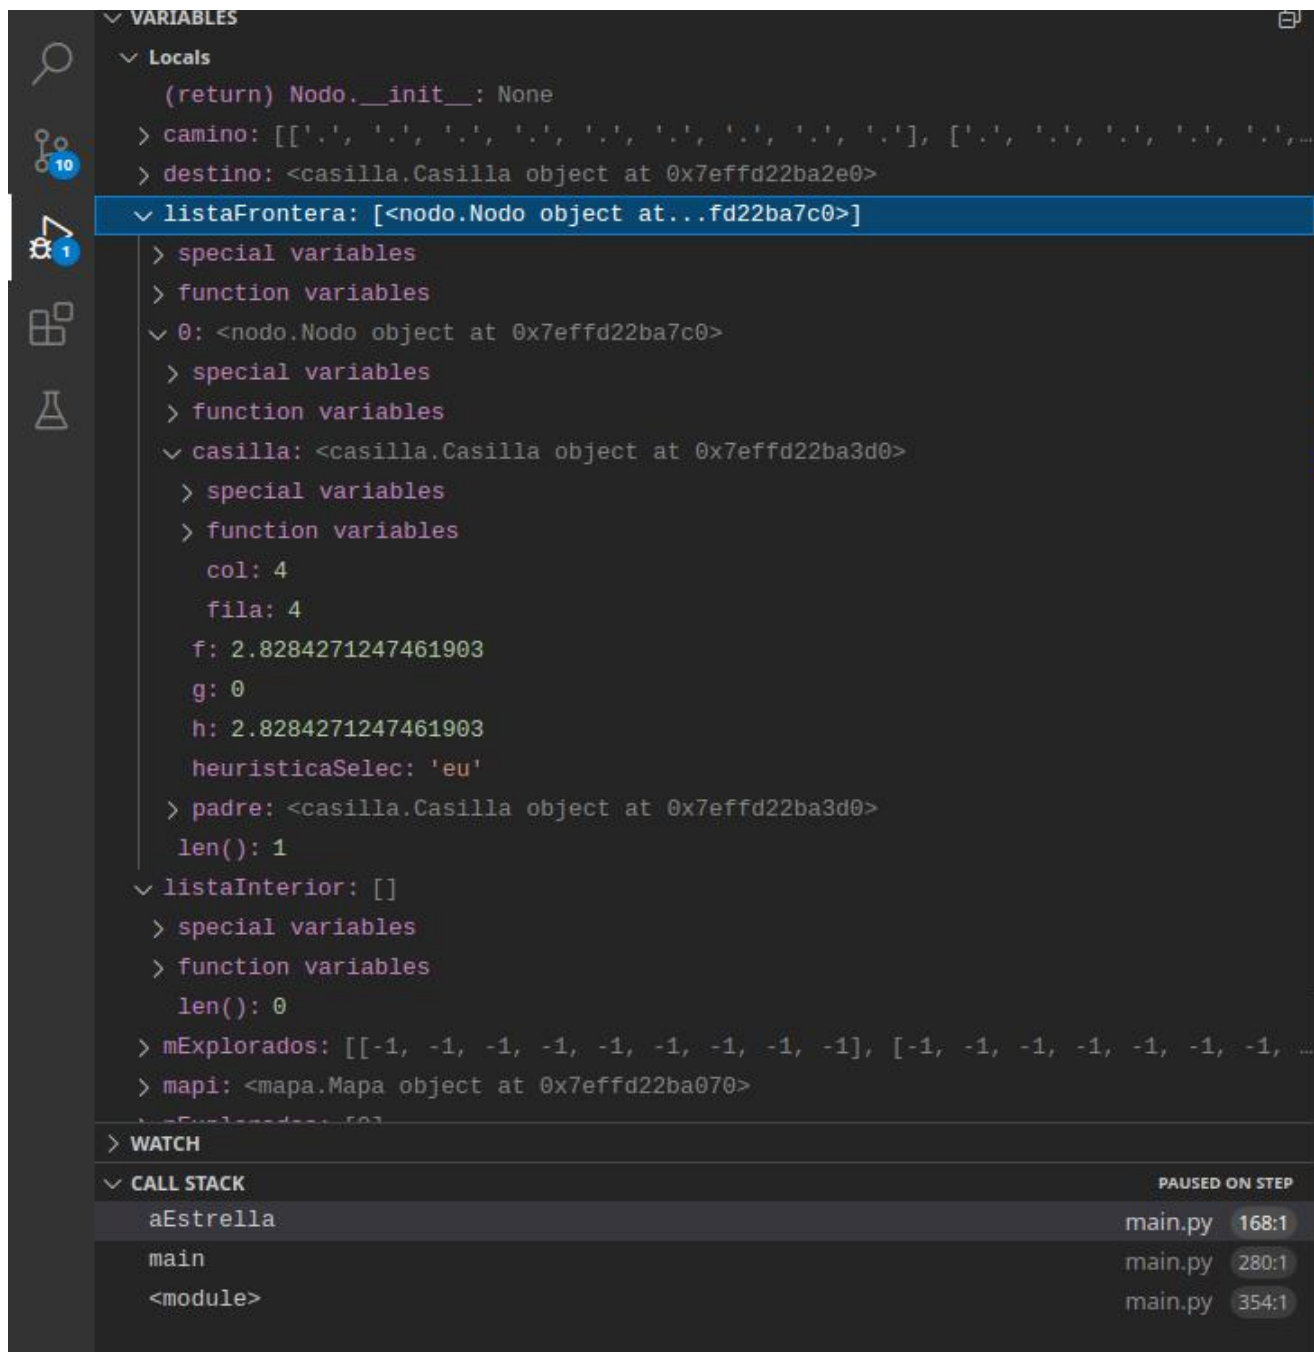 VARIABLES
Locals
(return) Nodo.__init__: None
camino: [['.', '.', '.', '.', '.', '.', '.', '.', '.'], ['.', '.', '.', '.', '.',…
destino: <casilla.Casilla object at 0x7effd22ba2e0>
listaFrontera: [<nodo.Nodo object at...fd22ba7c0>]
special variables
function variables
0: <nodo.Nodo object at 0x7effd22ba7c0>
special variables
function variables
casilla: <casilla.Casilla object at 0x7effd22ba3d0>
special variables
function variables
col: 4
fila: 4
f: 2.8284271247461903
g: 0
h: 2.8284271247461903
heuristicaSelec: 'eu'
padre: <casilla.Casilla object at 0x7effd22ba3d0>
len(): 1
listaInterior: []
special variables
function variables
len(): 0
mExplorados: [[-1, -1, -1, -1, -1, -1, -1, -1, -1], [-1, -1, -1, -1, -1, -1, -1, …
mapi: <mapa.Mapa object at 0x7effd22ba070>
WATCH
CALL STACK PAUSED ON STEP
aEstrella main.py 168:1
main main.py 280:1
<module> main.py 354:1
10
1